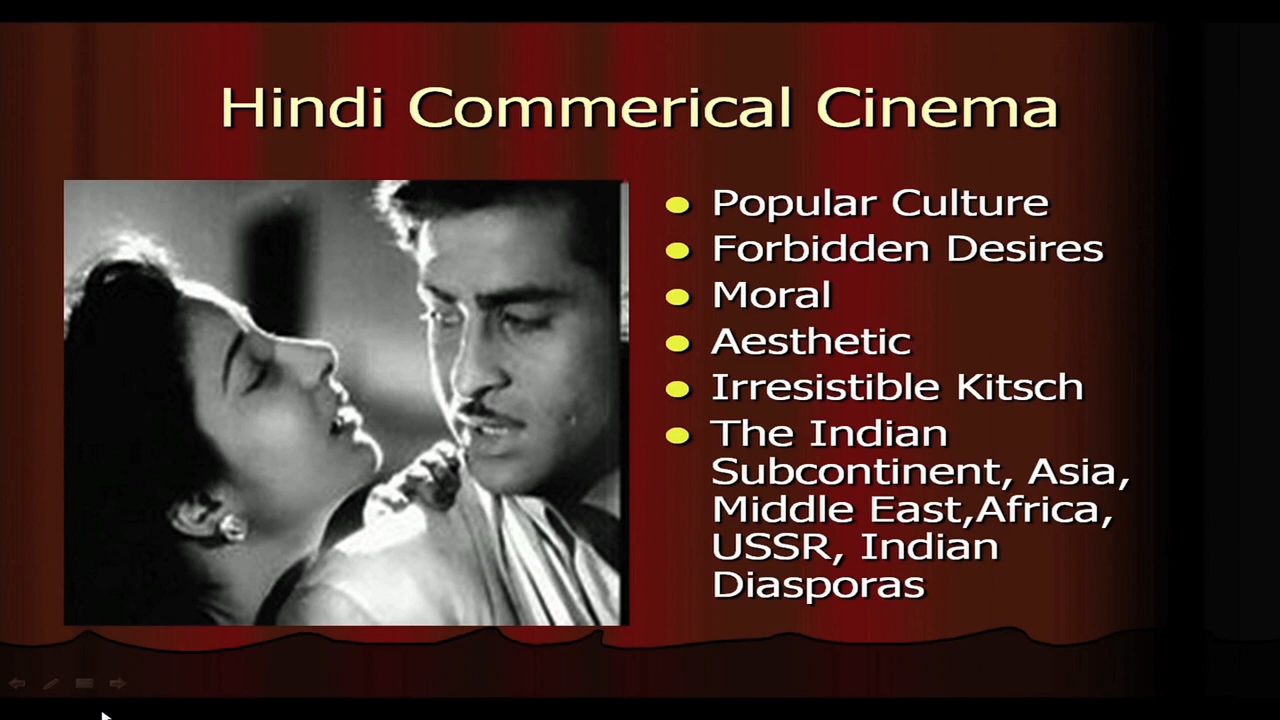 Hindi Commerical Cinema
Popular Culture
Forbidden Desires
Moral
Aesthetic
Irresistible Kitsch
The Indian
Subcontinent, Asia,
Middle East,Africa,
USSR, Indian
Diasporas